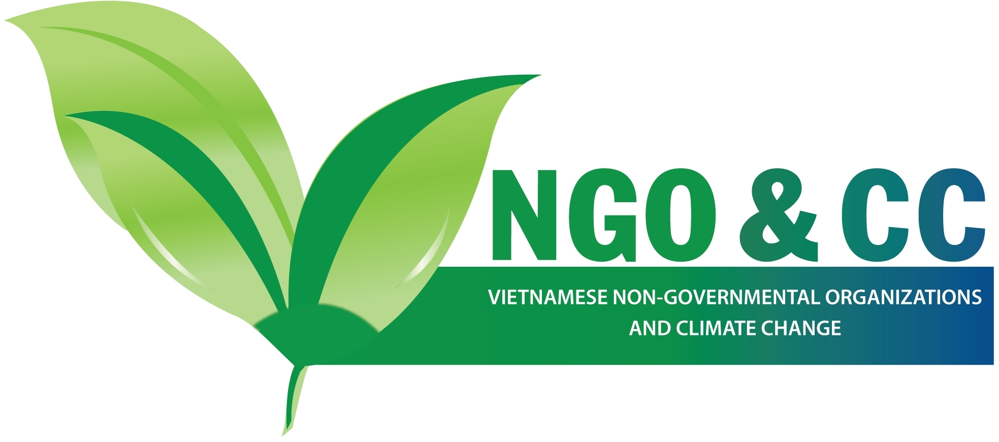 NGO & CC
VIETNAMESE NON-GOVERNMENTAL ORGANIZATIONS
AND CLIMATE CHANGE